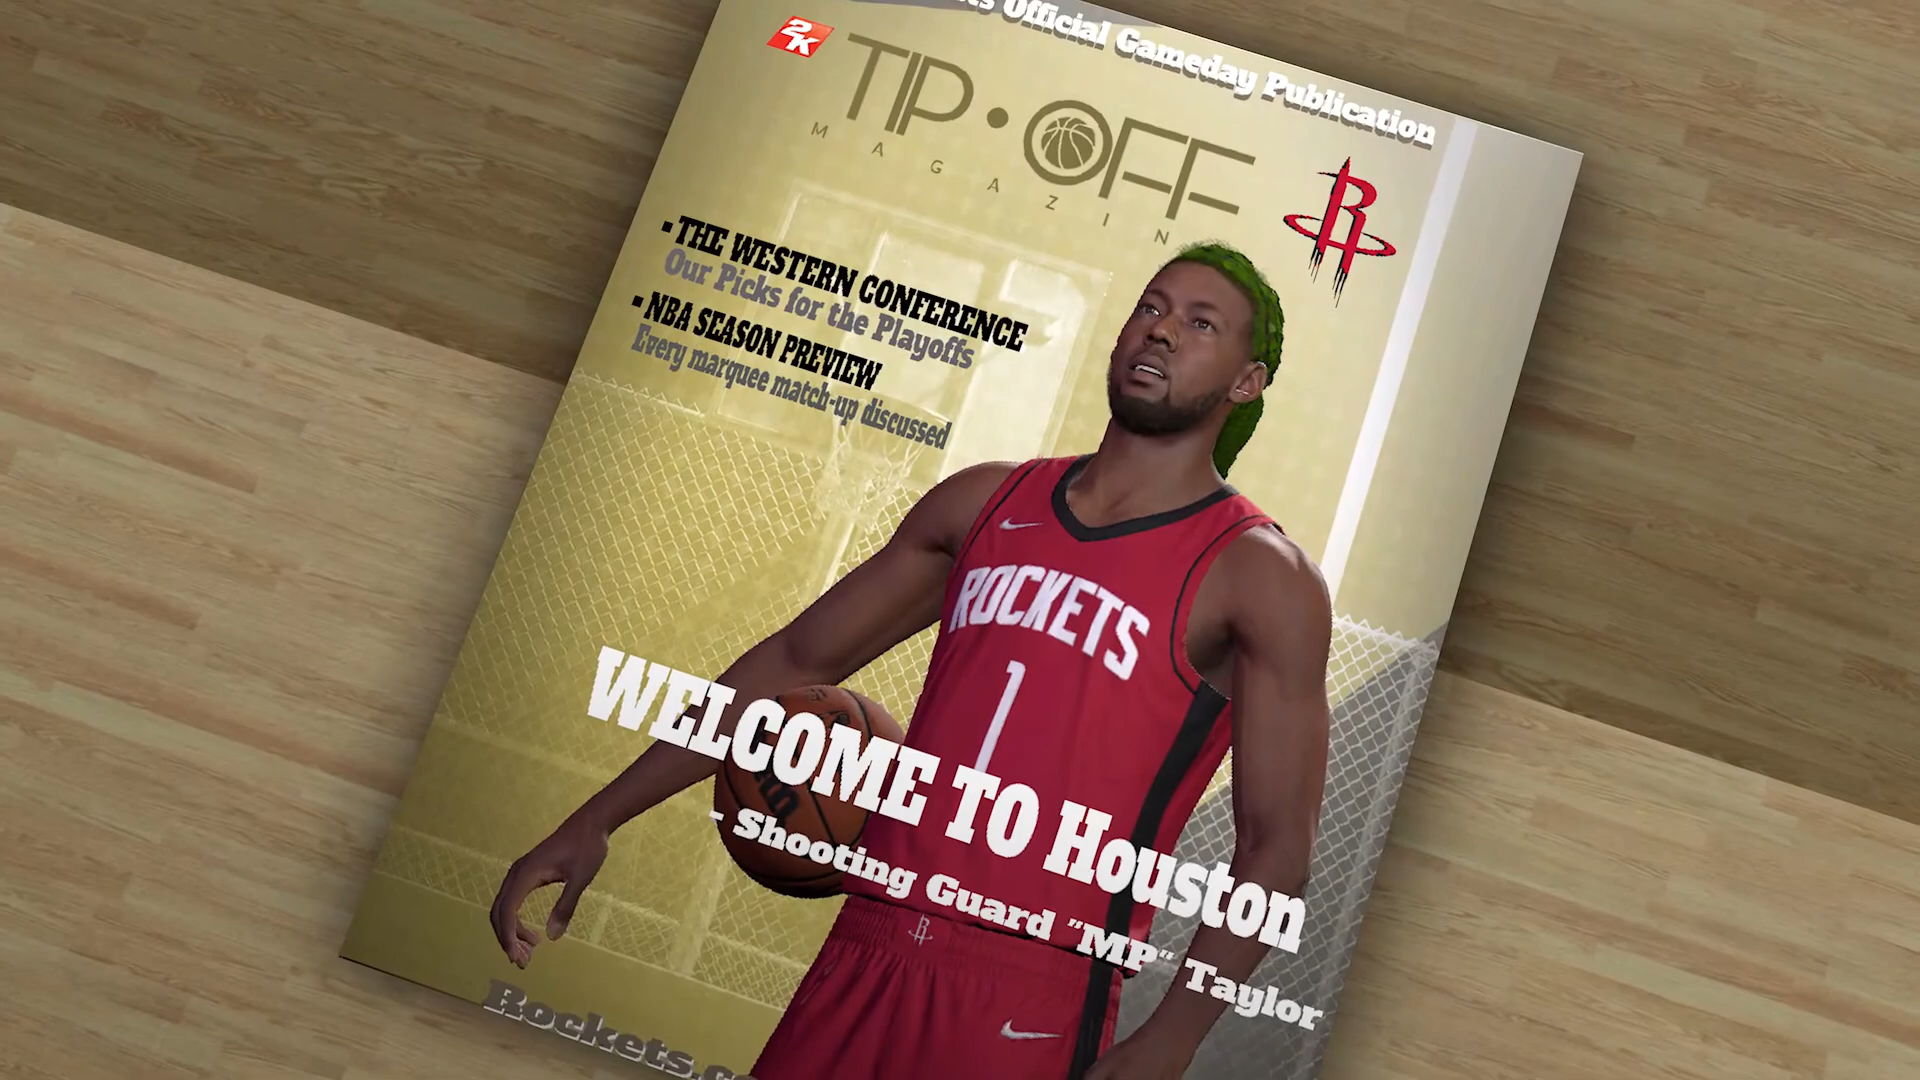 Official Gameday Publication
2K
TIP·OFF
MAGAZIN
▪ THE WESTERN CONFERENCE
Our Picks for the Playoffs
▪ NBA SEASON PREVIEW
Every marquee match-up discussed
ROCKETS
1
WELCOME TO Houston
- Shooting Guard "MP" Taylor
Rockets.c